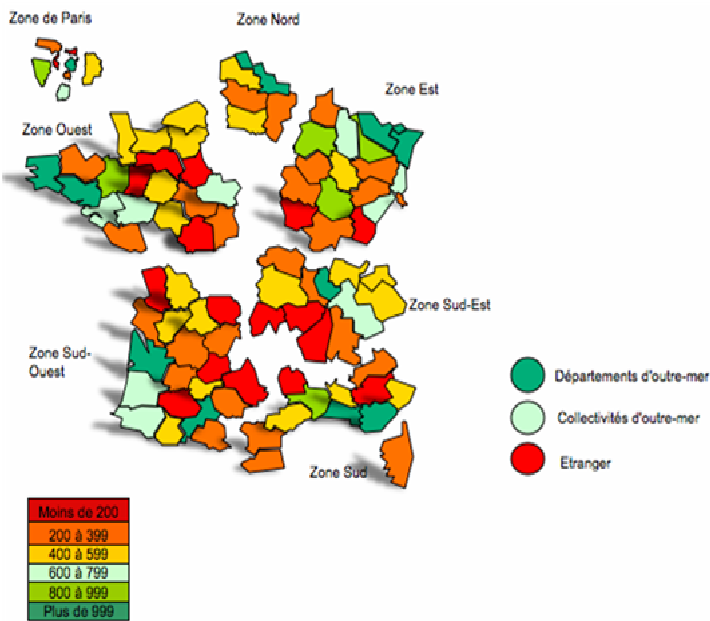 Zone de Paris
Zone Nord
Zone Est
Zone Ouest
Zone Sud-Est
Zone Sud-
Ouest
Départements d'outre-mer
Collectivités d'outre-mer
Etranger
Zone Sud
Moins de 200
200 à 399
400 à 599
600 à 799
800 à 999
Plus de 999